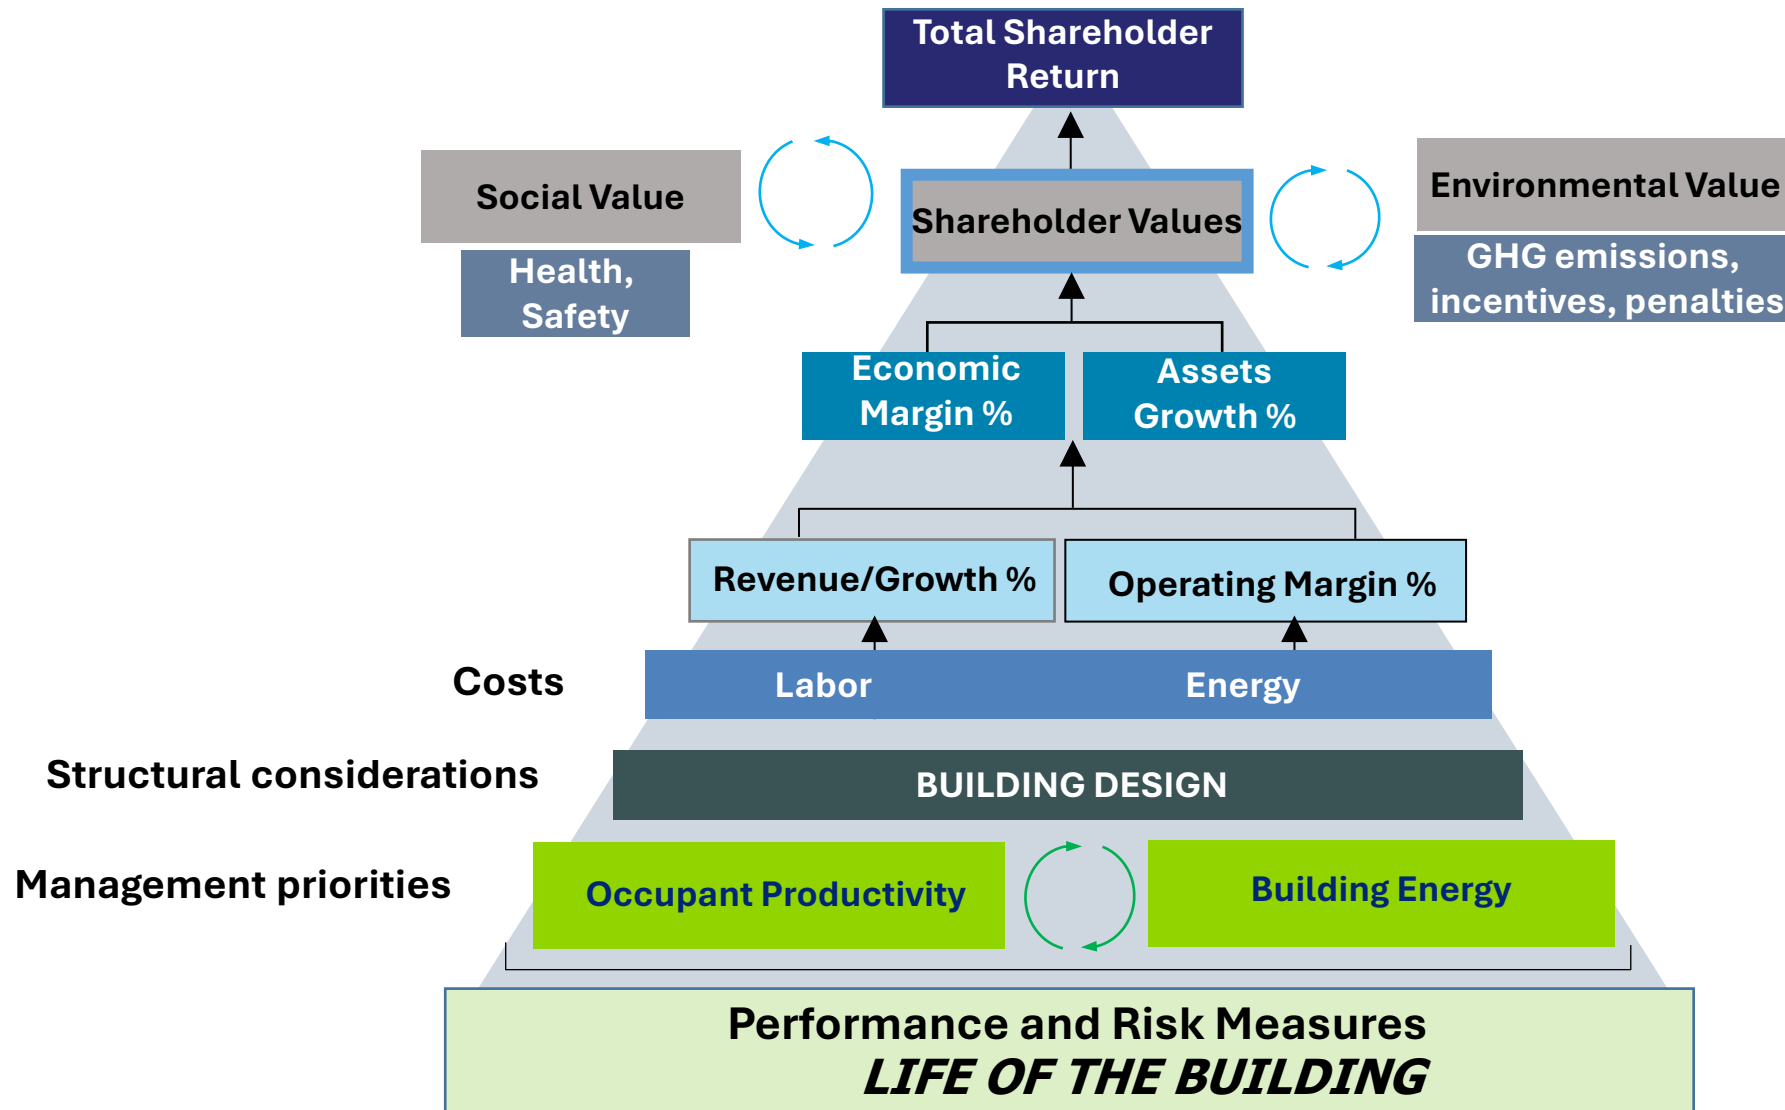 Total Shareholder
Return
Social Value
Health,
Safety
Shareholder Values
Environmental Value
GHG emissions,
incentives, penalties
Economic
Margin %
Assets
Growth %
Revenue/Growth %
Operating Margin %
Costs
Labor
Energy
Structural considerations
BUILDING DESIGN
Management priorities
Occupant Productivity
Building Energy
Performance and Risk Measures
LIFE OF THE BUILDING